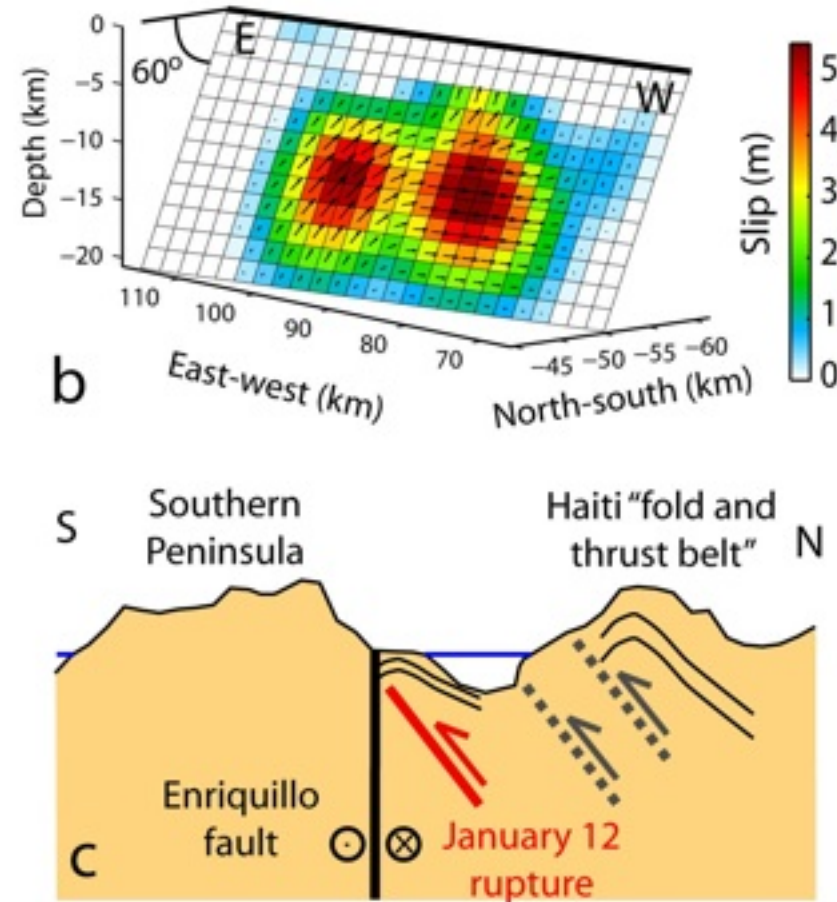 0
−5
−10
−15
−20
Depth (km)
60º
E
W
110
100
90
80
70
East-west (km)
−45
−50
−55
−60
North-south (km)
5
4
3
2
1
0
Slip (m)
b
S
Southern
Peninsula
Haiti "fold and
thrust belt"
N
Enriquillo
fault
January 12
rupture
c